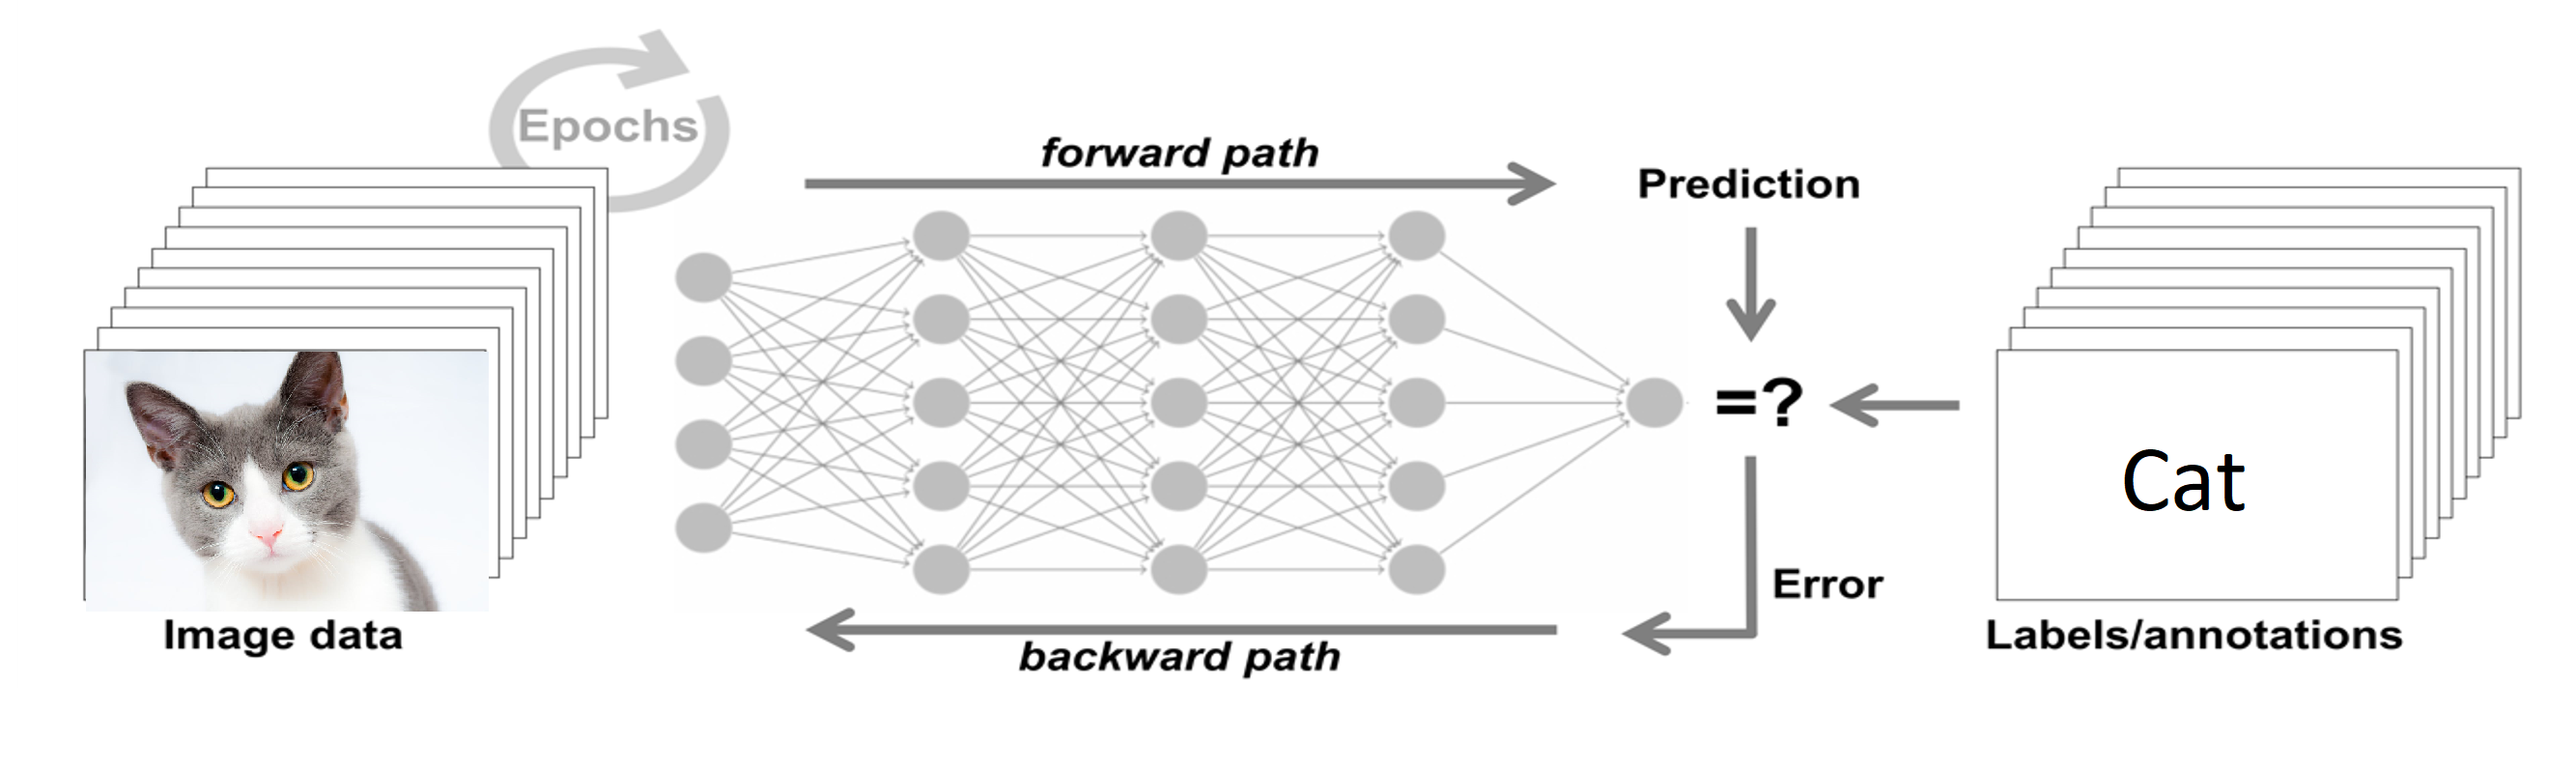 Epochs
forward path
Prediction
=?
Cat
Error
Image data
backward path
Labels/annotations